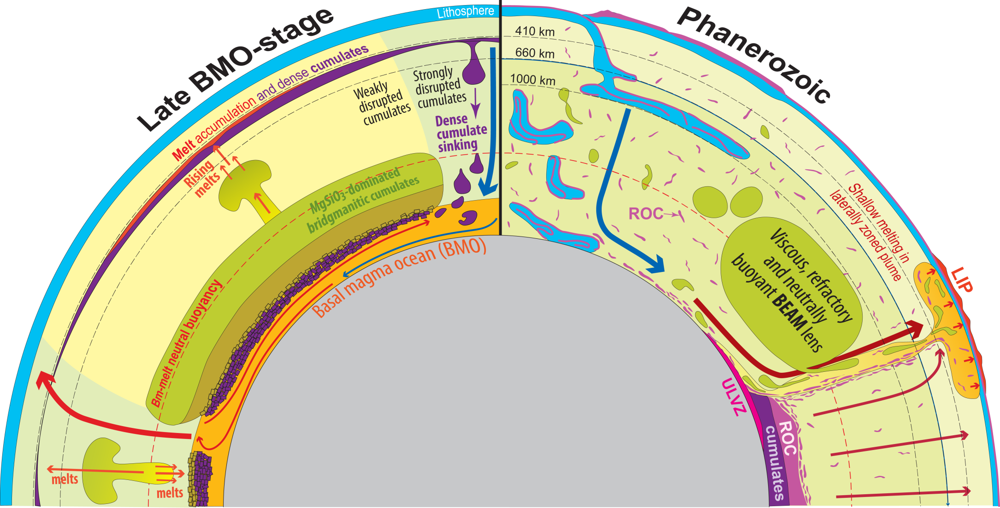 Late BMO-stage
Phanerozoic
Lithosphere
410 km
660 km
1000 km
Melt accumulation and dense cumulates
Weakly
disrupted
cumulates
Strongly
disrupted
cumulates
Dense
cumulate
sinking
Rising
melts
MgSiO3-dominated
bridgmanitic cumulates
Bm-melt neutral buoyancy
Basal magma ocean (BMO)
melts
melts
ROC
Viscous, refractory
and neutrally
buoyant BEAM lens
Shallow melting in
laterally zoned plume
LIP
ULVZ
cumulates
ROC